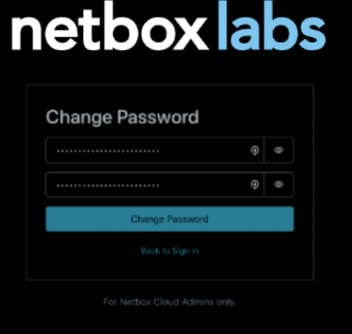 netbox labs
Change Password
Change Password
Back to Sign In
For Netbox Cloud Admins only.